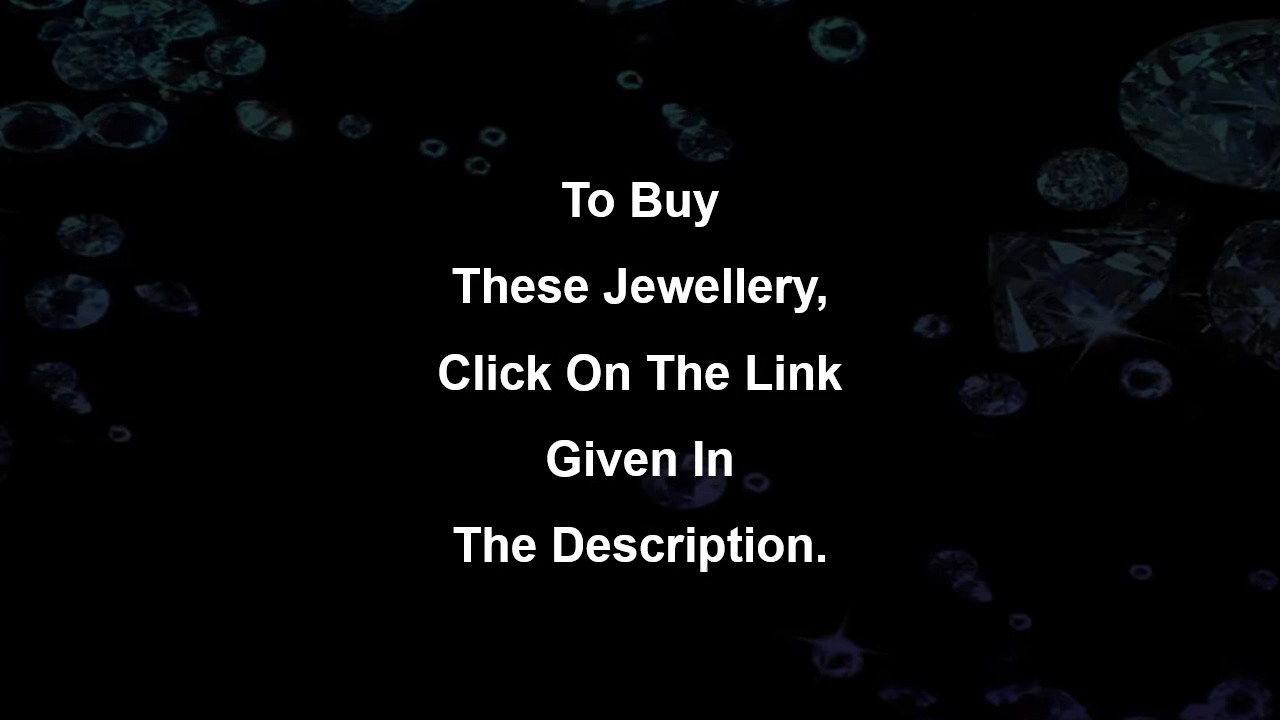 To Buy
These Jewellery,
Click On The Link
Given In
The Description.